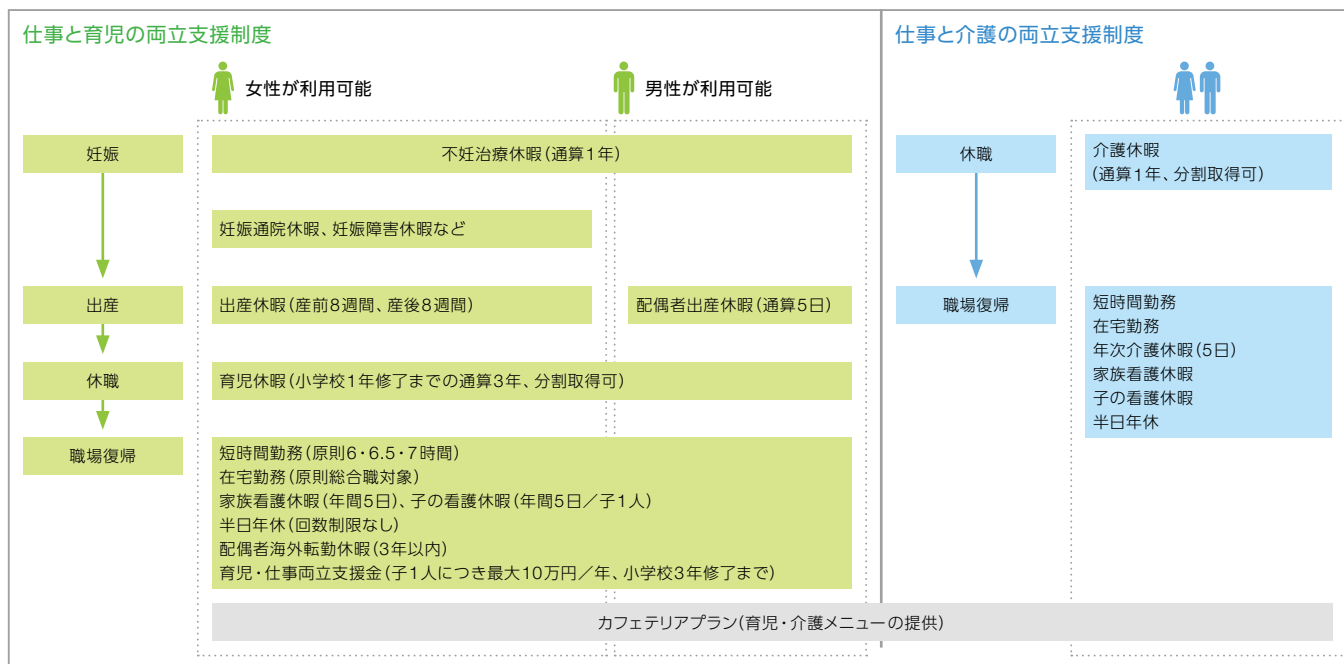 仕事と育児の両立支援制度
女性が利用可能
男性が利用可能
妊娠
不妊治療休暇(通算1年)
妊娠通院休暇、妊娠障害休暇など
出産
出産休暇(産前8週間、産後8週間)
配偶者出産休暇(通算5日)
休職
育児休暇(小学校1年修了までの通算3年、分割取得可)
職場復帰
短時間勤務(原則6・6.5・7時間)
在宅勤務(原則総合職対象)
家族看護休暇(年間5日)、子の看護休暇(年間5日/子1人)
半日年休(回数制限なし)
配偶者海外転勤休暇(3年以内)
育児・仕事両立支援金(子1人につき最大10万円/年、小学校3年修了まで)
仕事と介護の両立支援制度
休職
介護休暇
(通算1年、分割取得可)
職場復帰
短時間勤務
在宅勤務
年次介護休暇(5日)
家族看護休暇
子の看護休暇
半日年休
カフェテリアプラン(育児・介護メニューの提供)